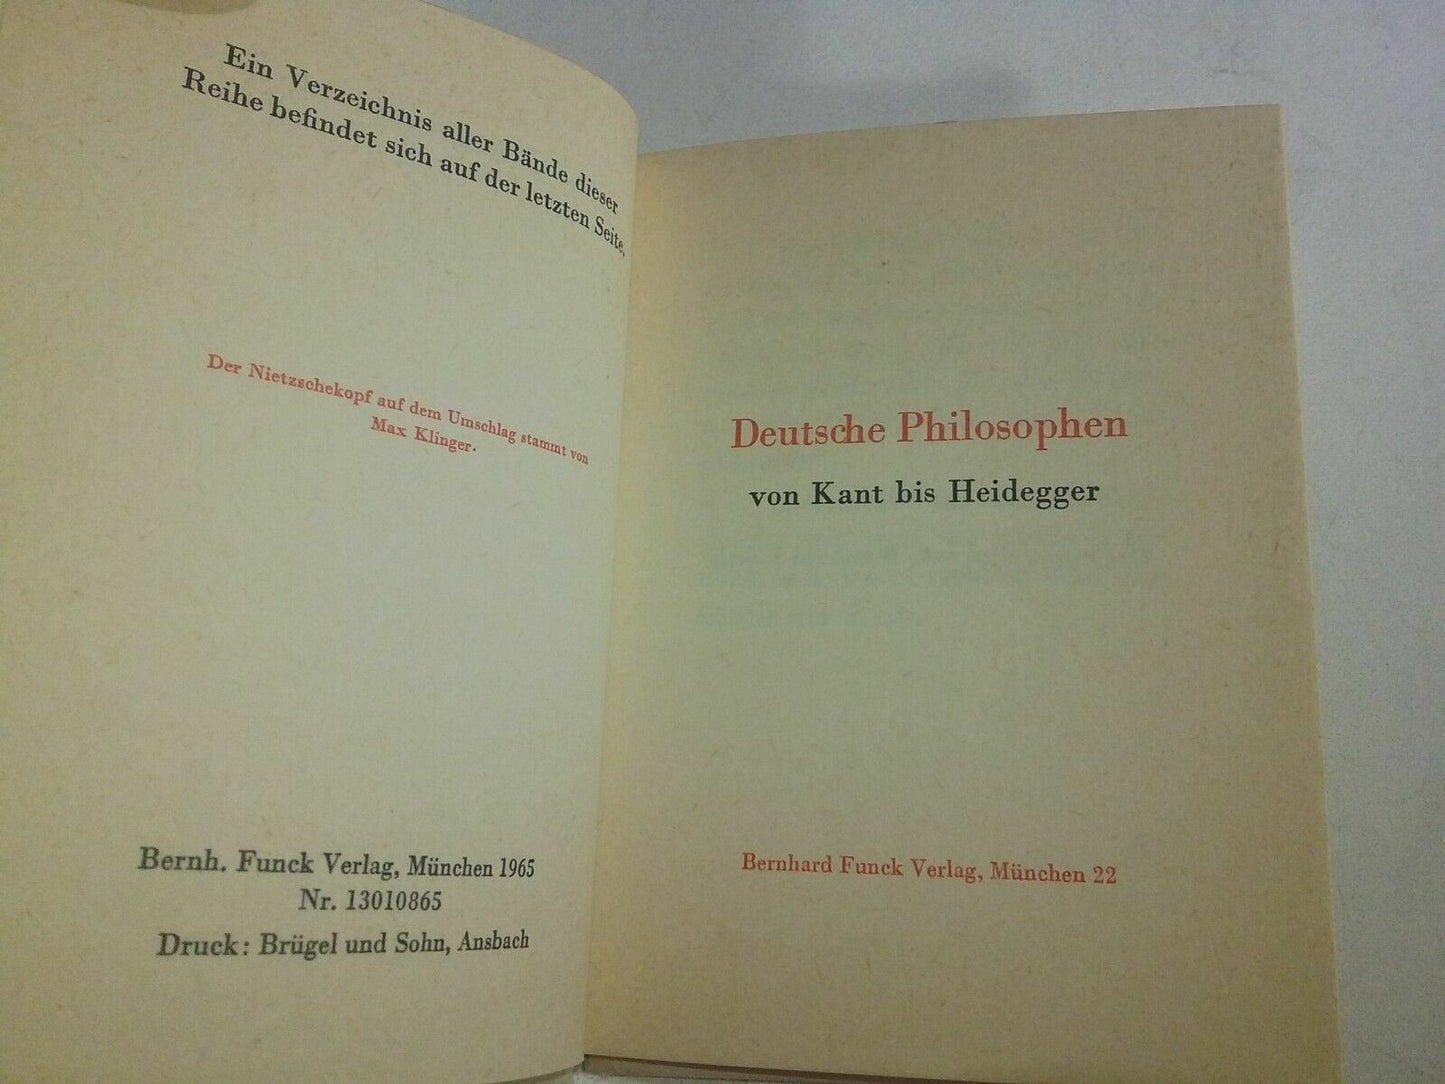 Ein Verzeichnis aller Bände dieser
Reihe befindet sich auf der letzten Seite.
Der Nietzschekopf auf dem Umschlag stammt von
Max Klinger.
Bernh. Funck Verlag, München 1965
Nr. 13010865
Druck: Brügel und Sohn, Ansbach
Deutsche Philosophen
von Kant bis Heidegger
Bernhard Funck Verlag, München 22